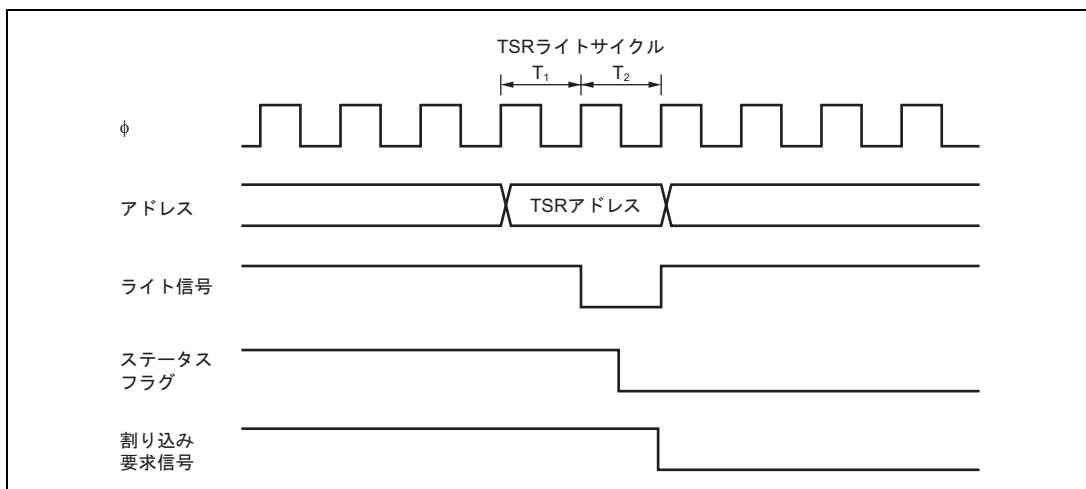 TSRライトサイクル
T₁ T₂
φ
アドレス TSRアドレス
ライト信号
ステータス
フラグ
割り込み
要求信号